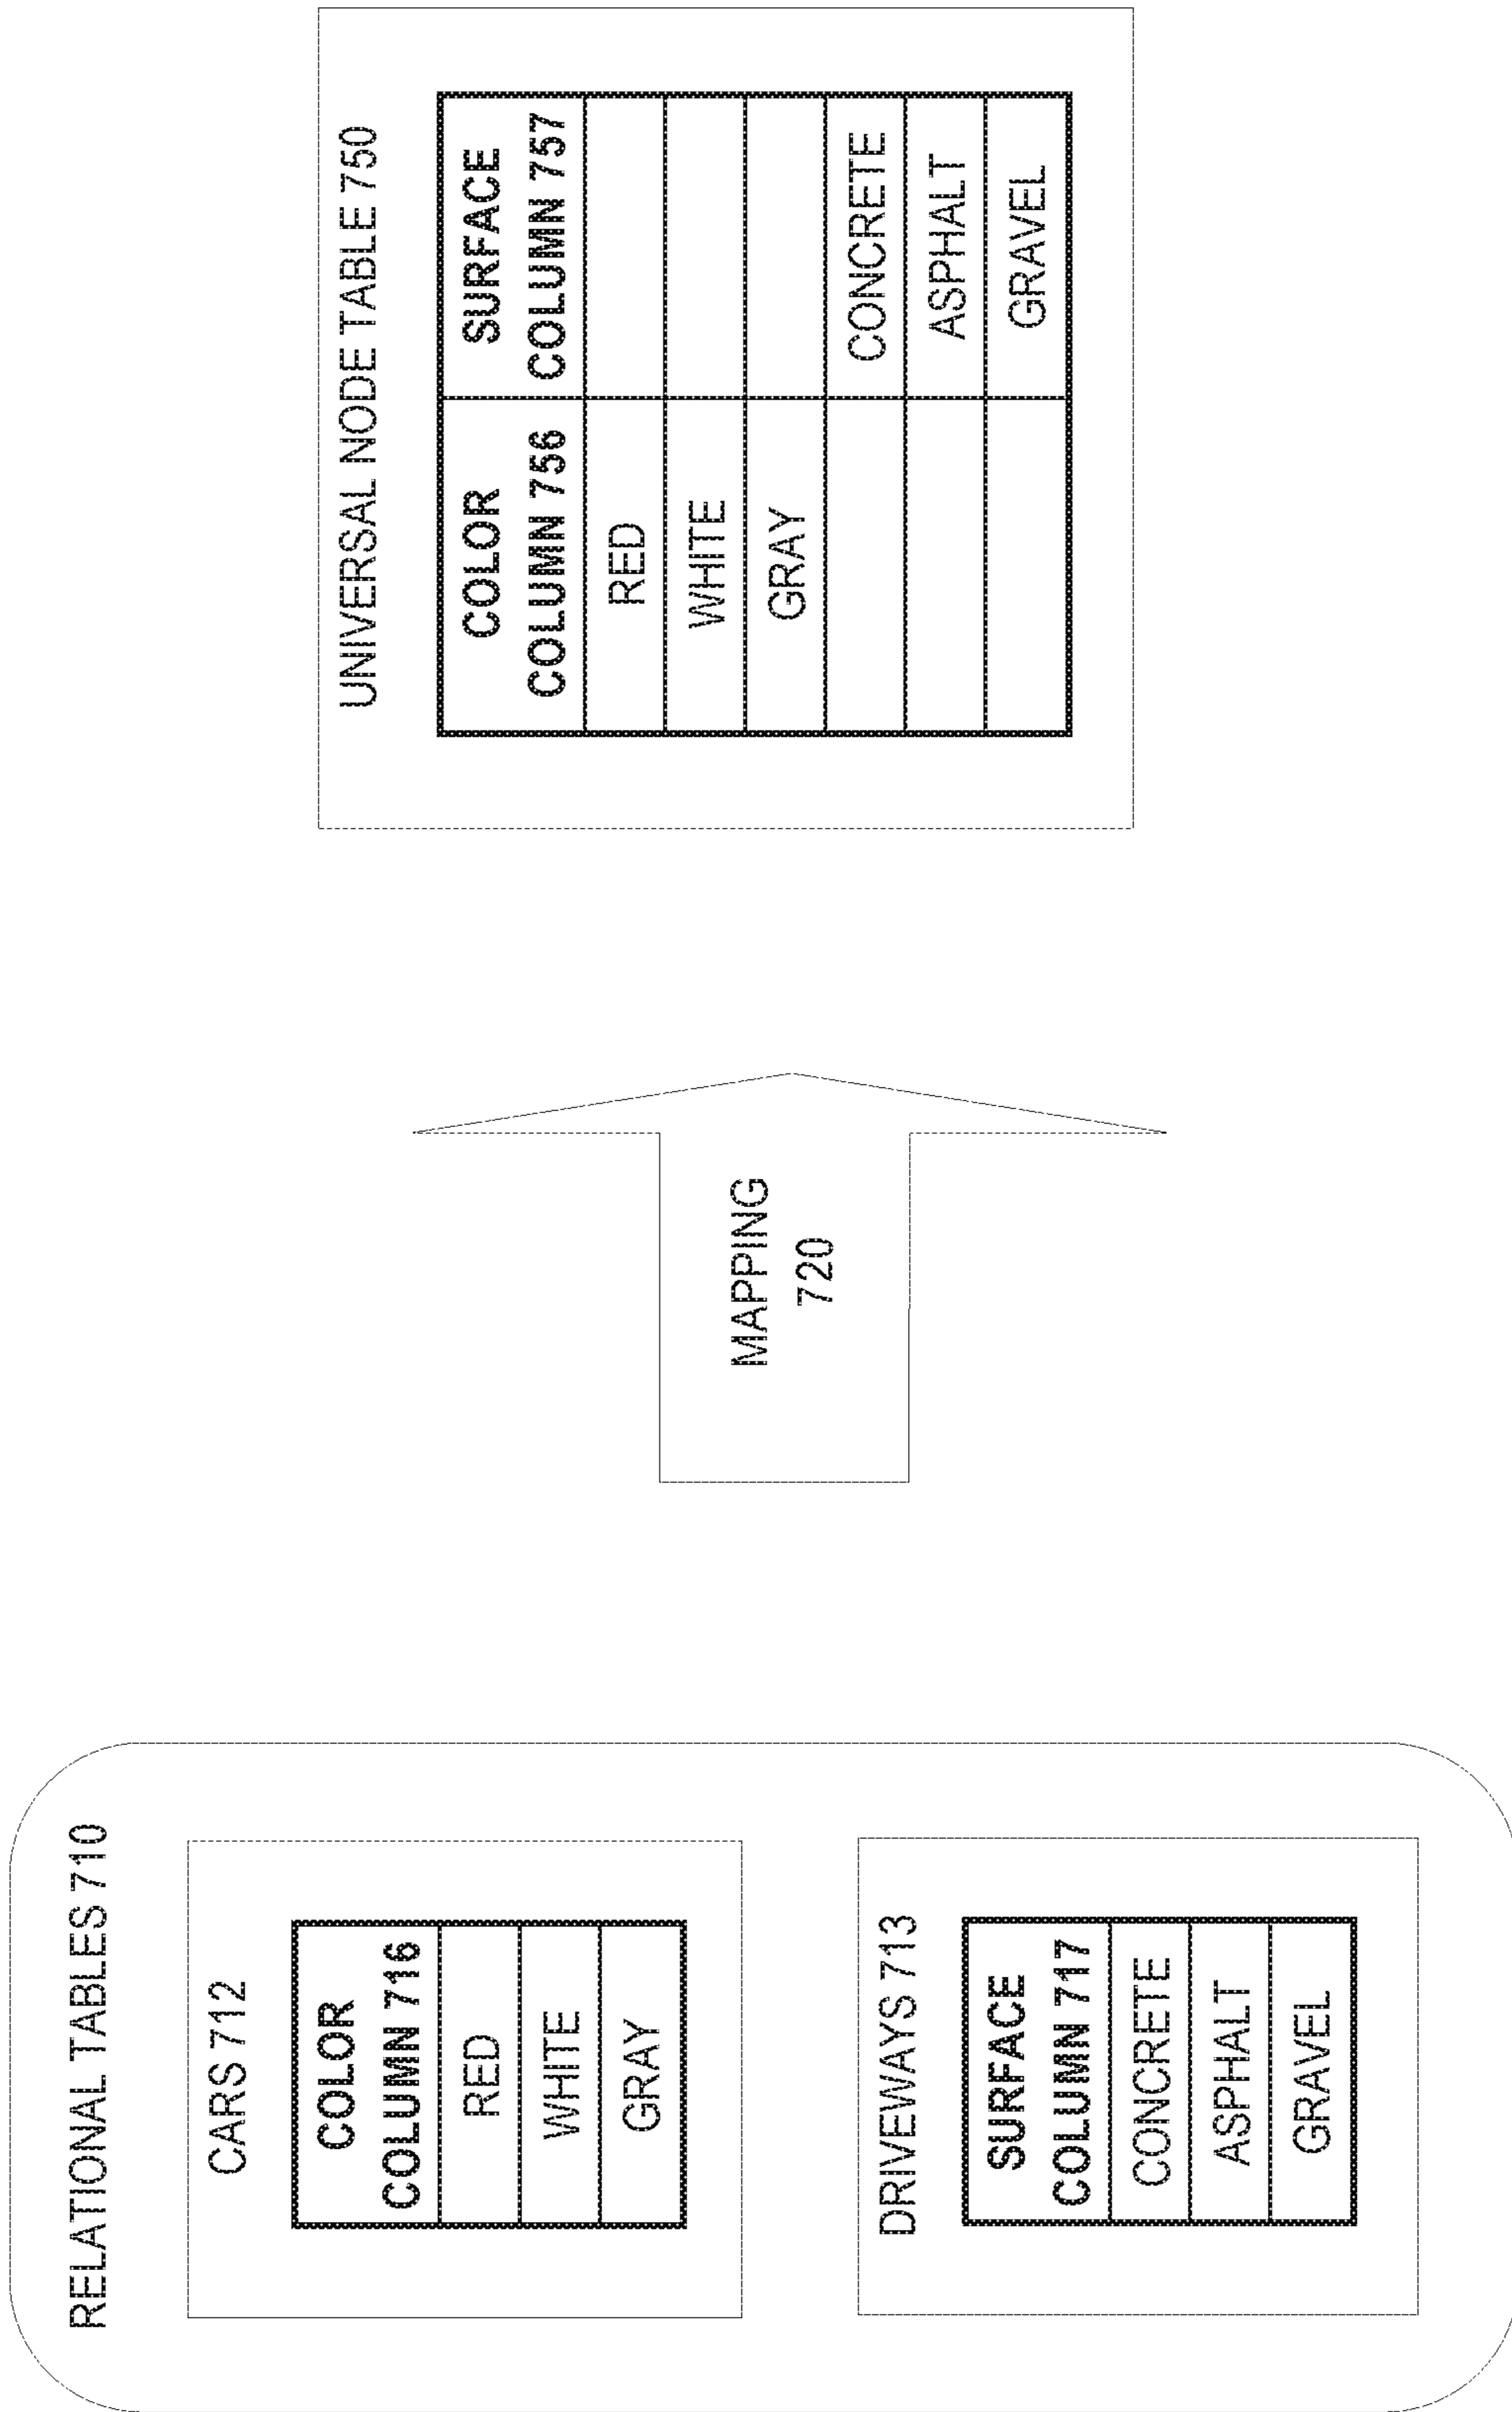 RELATIONAL TABLES 710
CARS 712
COLOR
COLUMN 716
RED
WHITE
GRAY
DRIVEWAYS 713
SURFACE
COLUMN 717
CONCRETE
ASPHALT
GRAVEL
MAPPING
720
UNIVERSAL NODE TABLE 750
COLOR SURFACE
COLUMN 756 COLUMN 757
RED
WHITE
GRAY
CONCRETE
ASPHALT
GRAVEL